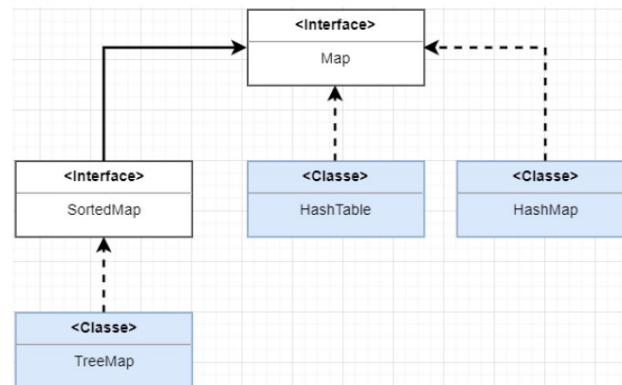 <Interface>
Map
<Interface>
SortedMap
<Classe>
HashTable
<Classe>
HashMap
<Classe>
TreeMap